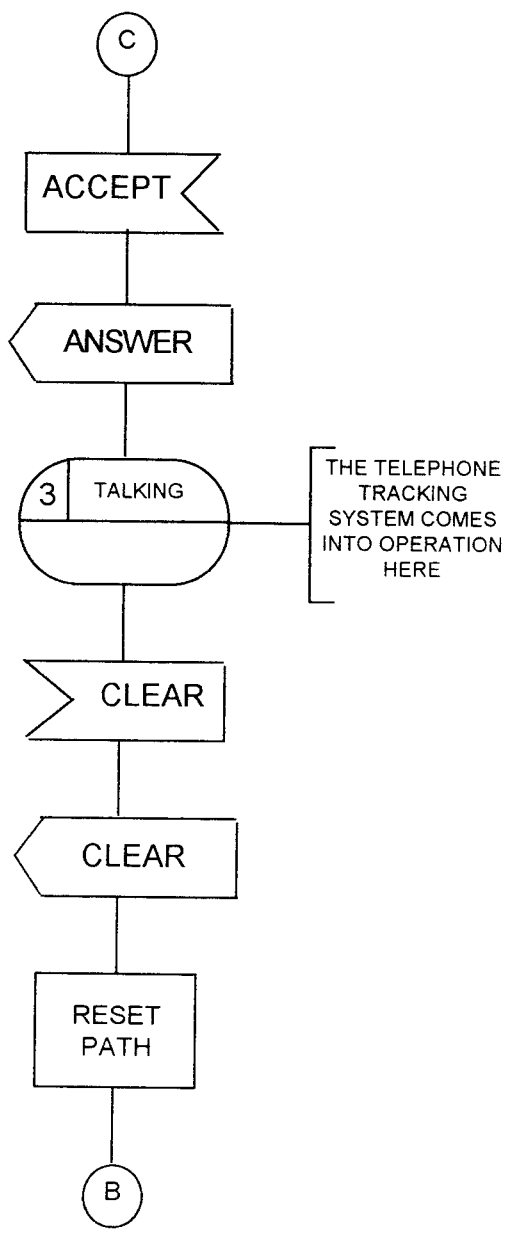 C
ACCEPT
ANSWER
3 TALKING
THE TELEPHONE
TRACKING
SYSTEM COMES
INTO OPERATION
HERE
CLEAR
CLEAR
RESET
PATH
B